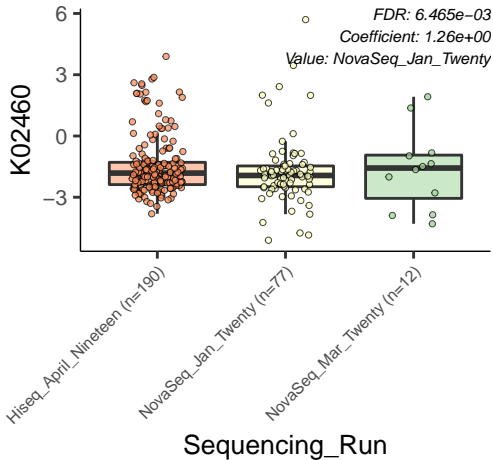 FDR: 6.465e−03
Coefficient: 1.26e+00
Value: NovaSeq_Jan_Twenty
K02460
6
3
0
−3
Hiseq_April_Nineteen (n=190)
NovaSeq_Jan_Twenty (n=77)
NovaSeq_Mar_Twenty (n=12)
Sequencing_Run